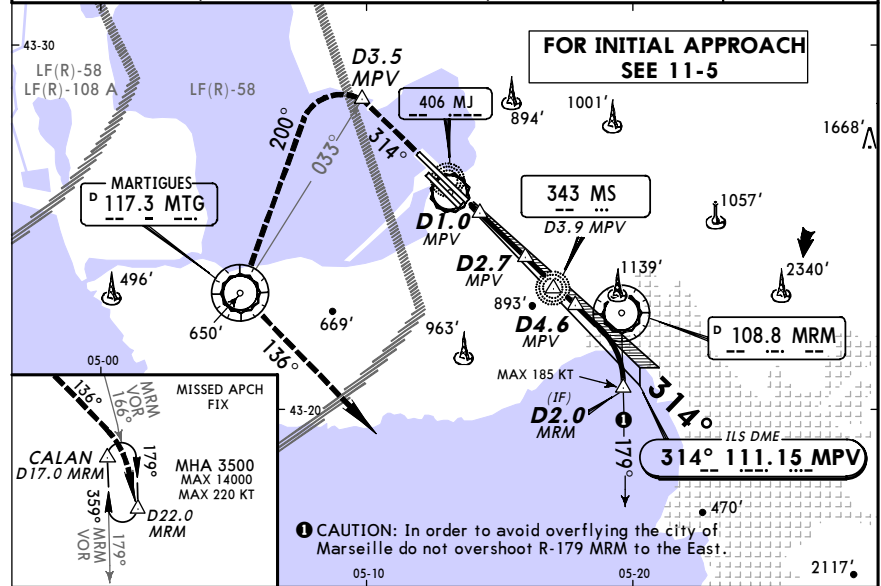 43-30
LF(R)-58
LF(R)-108 A
LF(R)-58
D3.5
MPV
FOR INITIAL APPROACH
SEE 11-5
406 MJ
894'
1001'
1668'
200°
033°
314°
MARTIGUES
D 117.3 MTG
343 MS
D3.9 MPV
1057'
D1.0
MPV
D2.7
MPV
496'
650'
669'
893'
963'
1139'
2340'
D4.6
MPV
D 108.8 MRM
136°
MAX 185 KT
(IF)
D2.0
MRM
314°
43-20
ILS DME
314° 111.15 MPV
1
179°
05-00
136°
MRM
VOR
166°
MISSED APCH
FIX
CALAN
D17.0 MRM
179°
MHA 3500
MAX 14000
MAX 220 KT
D22.0
MRM
359°
MRM
VOR
179°
470'
1 CAUTION: In order to avoid overflying the city of
Marseille do not overshoot R-179 MRM to the East.
05-10
05-20
2117'